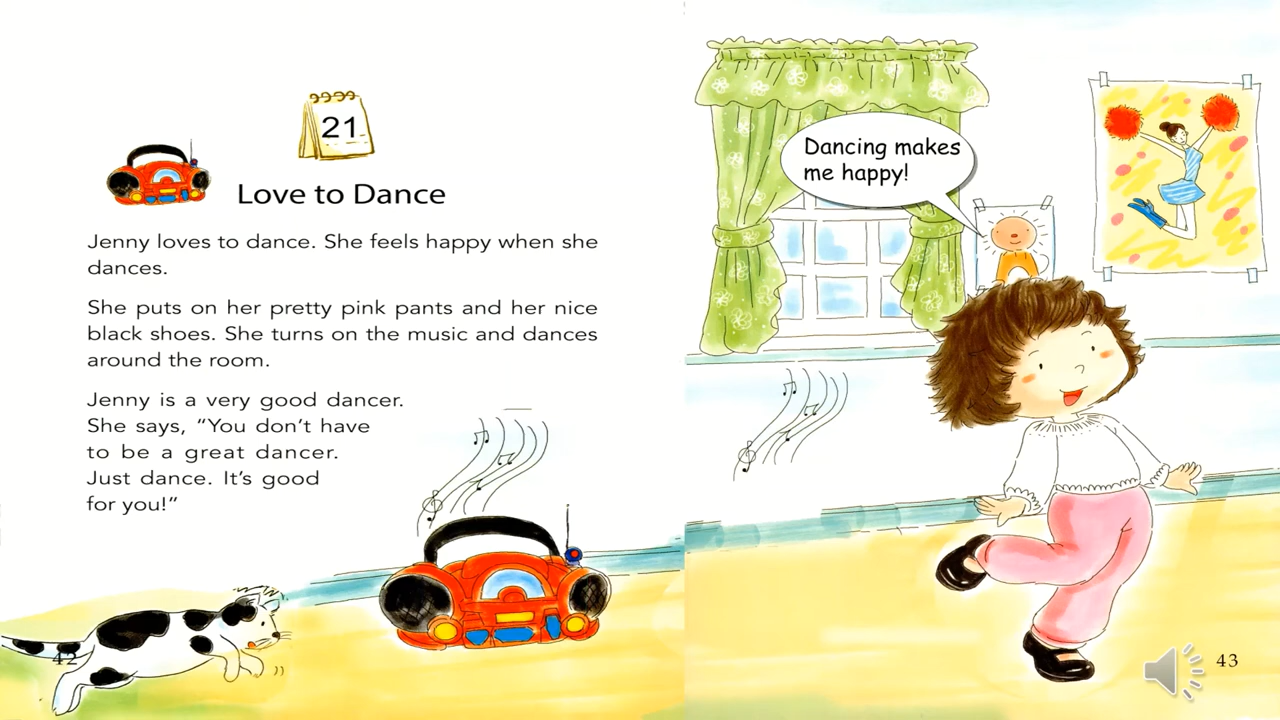 21
Love to Dance
Jenny loves to dance. She feels happy when she
dances.
She puts on her pretty pink pants and her nice
black shoes. She turns on the music and dances
around the room.
Jenny is a very good dancer.
She says, “You don’t have
to be a great dancer.
Just dance. It’s good
for you!”
42
Dancing makes
me happy!
43